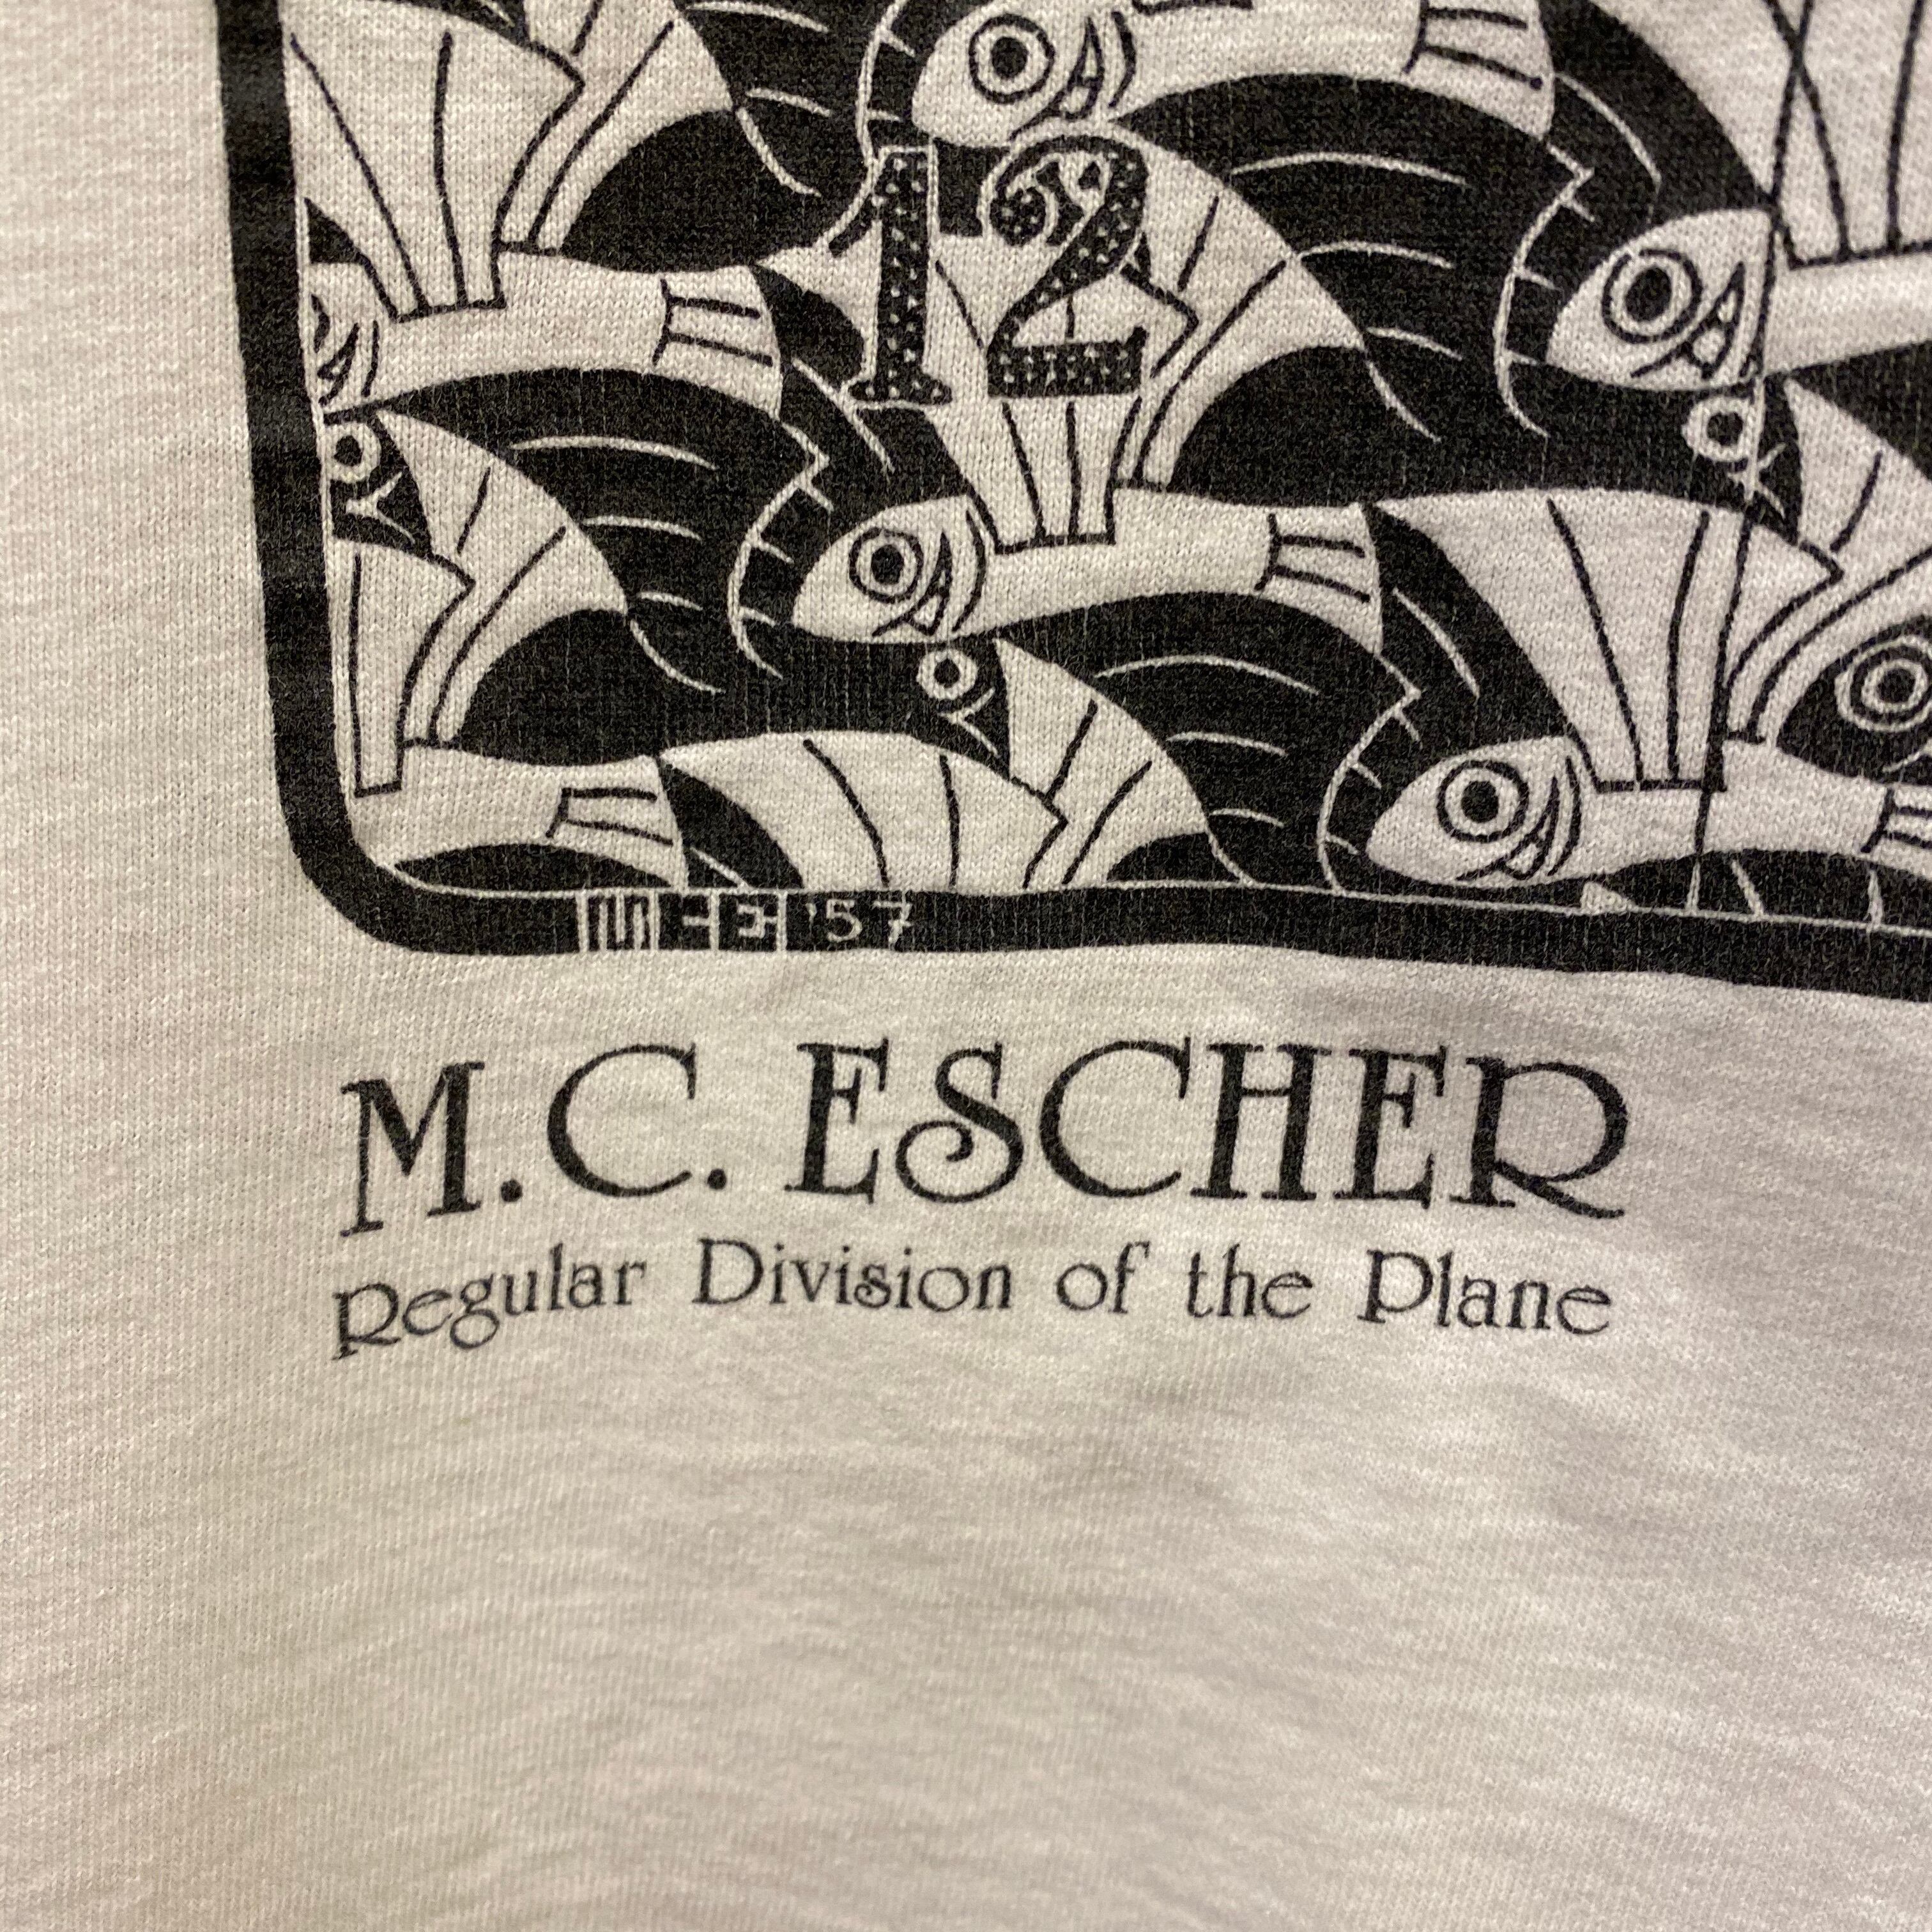 12
MCE '57
M.C. ESCHER
Regular Division of the Plane